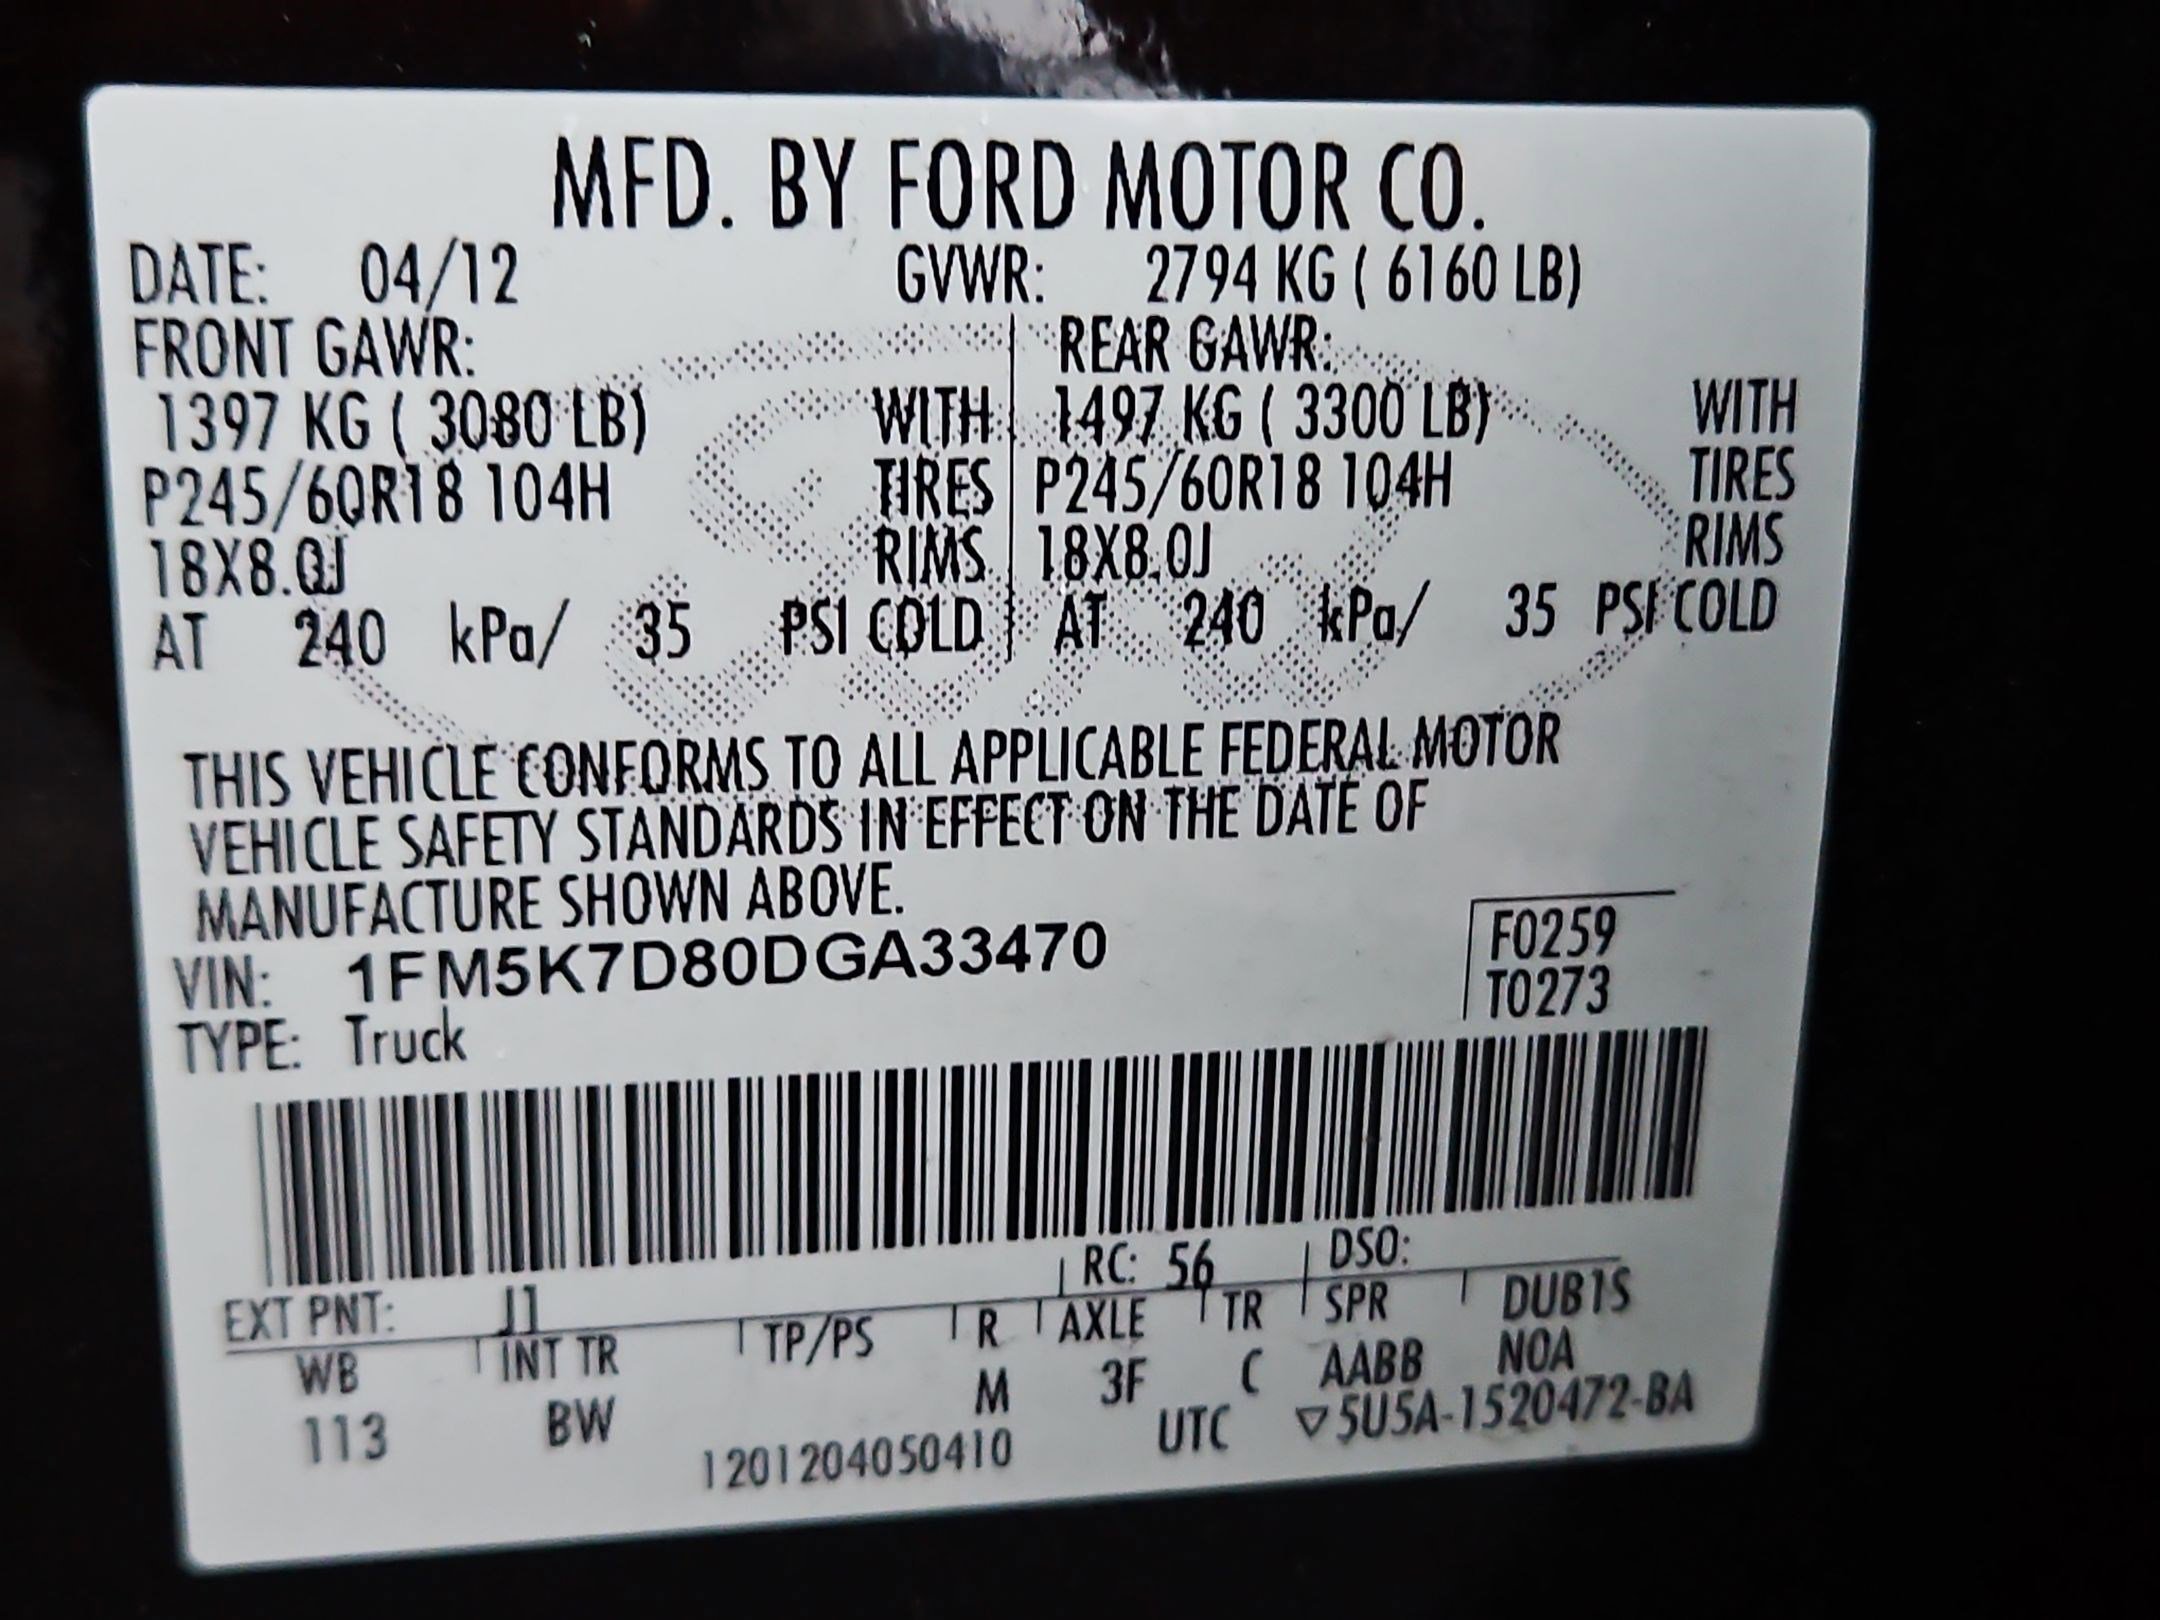 MFD. BY FORD MOTOR CO.
DATE: 04/12 GVWR: 2794 KG ( 6160 LB)
FRONT GAWR: REAR GAWR:
1397 KG ( 3080 LB) WITH 1497 KG ( 3300 LB) WITH
P245/60R18 104H TIRES P245/60R18 104H TIRES
18X8.0J RIMS 18X8.0J RIMS
AT 240 kPa/ 35 PSI COLD AT 240 kPa/ 35 PSI COLD
THIS VEHICLE CONFORMS TO ALL APPLICABLE FEDERAL MOTOR
VEHICLE SAFETY STANDARDS IN EFFECT ON THE DATE OF
MANUFACTURE SHOWN ABOVE.
VIN: 1FM5K7D80DGA33470 F0259
TYPE: Truck T0273
EXT PNT: J1 RC: 56 DSO:
WB INT TR TP/PS R AXLE TR SPR DUB1S
113 BW M 3F C AABB NOA
1201204050410 UTC ▽5U5A-1520472-BA